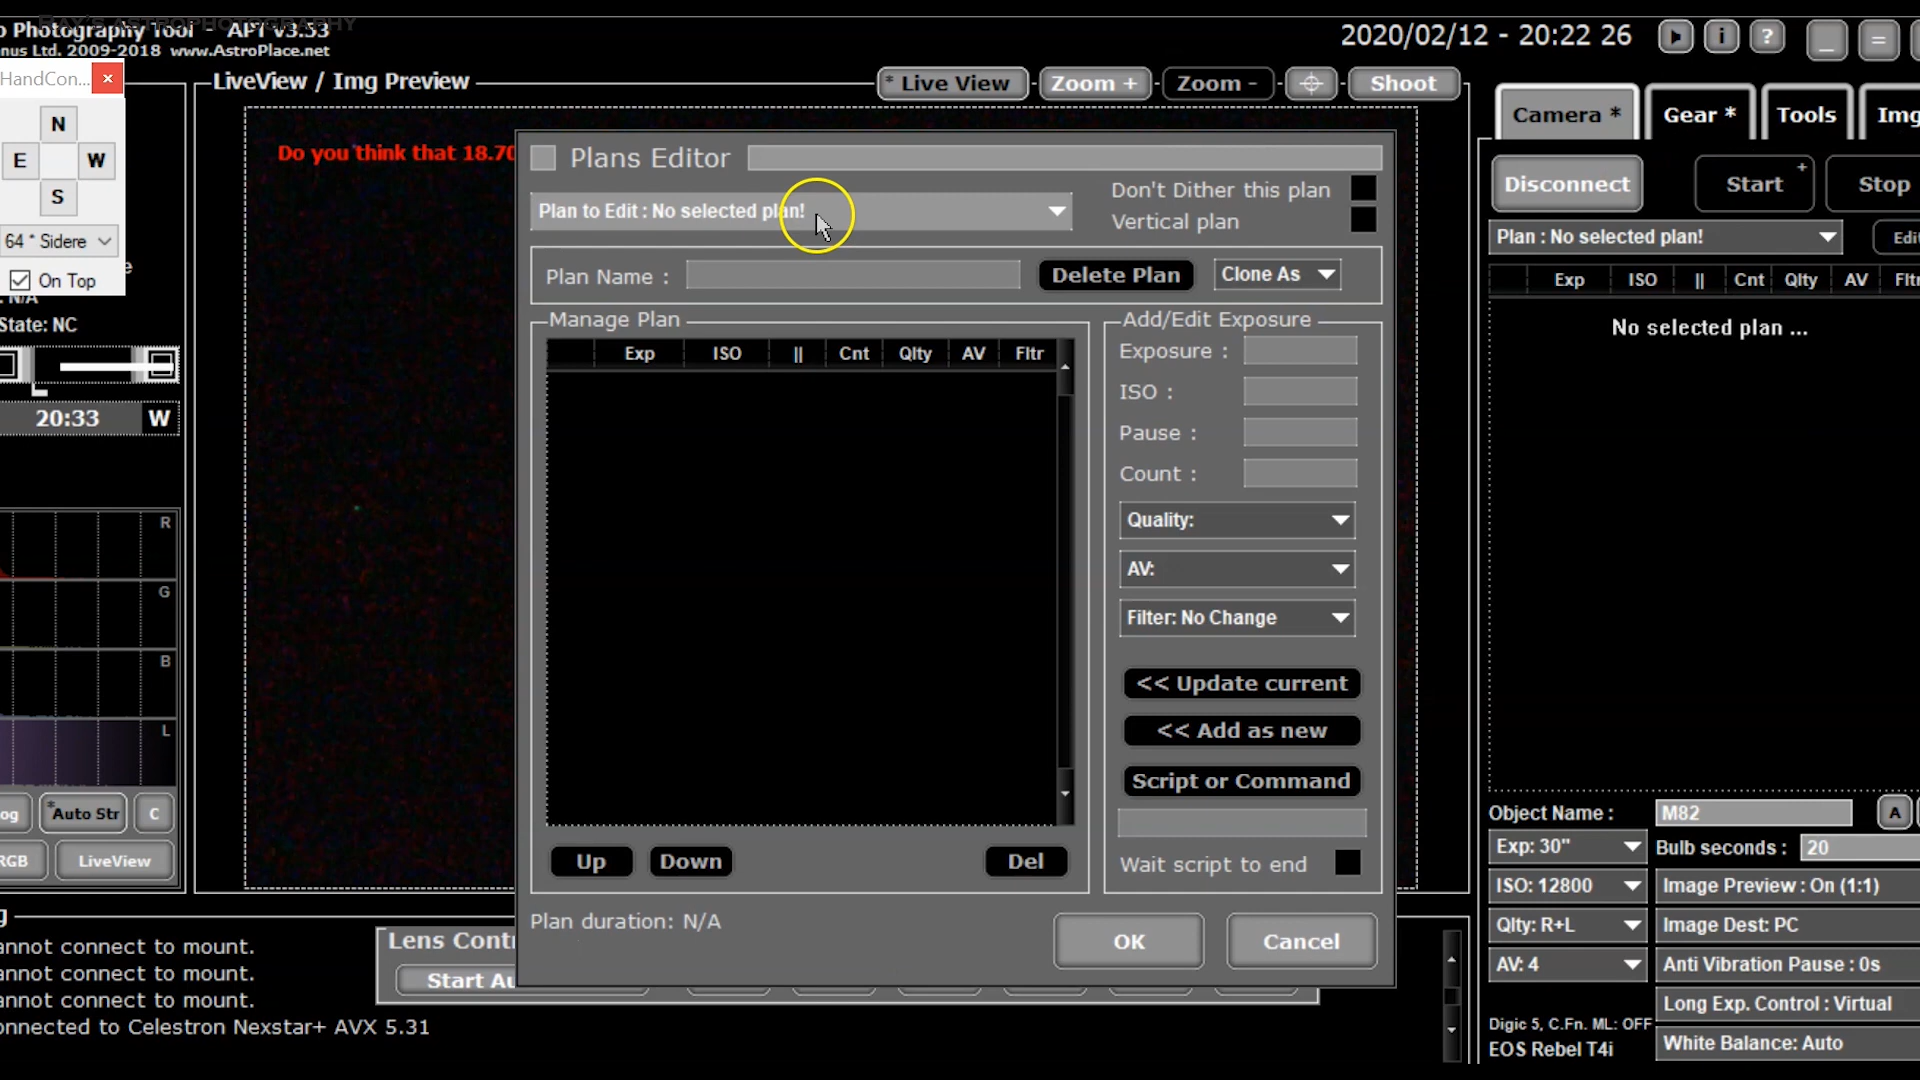 RAY'S ASTROPHOTOGRAPHY
o Photography Tool - APT v3.53
nus Ltd. 2009-2018 www.AstroPlace.net
2020/02/12 - 20:22 26
i
?
_
=
HandCon...
×
N
E
W
S
64 * Sidere
On Top
e
: N/A
State: NC
20:33 W
R
G
B
L
og
*Auto Str
C
RGB
LiveView
LiveView / Img Preview
* Live View
Zoom +
Zoom -
Shoot
Do you think that 18.70
Plans Editor
Plan to Edit : No selected plan!
Don't Dither this plan
Vertical plan
Plan Name :
Delete Plan
Clone As
Manage Plan
Exp ISO || Cnt Qlty AV Fltr
Up
Down
Del
Add/Edit Exposure
Exposure :
ISO :
Pause :
Count :
Quality:
AV:
Filter: No Change
<< Update current
<< Add as new
Script or Command
Wait script to end
Plan duration: N/A
OK
Cancel
g
annot connect to mount.
annot connect to mount.
annot connect to mount.
onnected to Celestron Nexstar+ AVX 5.31
Lens Contr
Start Au
Camera *
Gear *
Tools
Img
Disconnect
Start +
Stop
Plan : No selected plan!
Edi
Exp ISO || Cnt Qlty AV Fltr
No selected plan ...
Object Name : M82
A
Exp: 30"
Bulb seconds : 20
ISO: 12800
Image Preview : On (1:1)
Qlty: R+L
Image Dest: PC
AV: 4
Anti Vibration Pause : 0s
Long Exp. Control : Virtual
Digic 5, C.Fn. ML: OFF
EOS Rebel T4i
White Balance: Auto